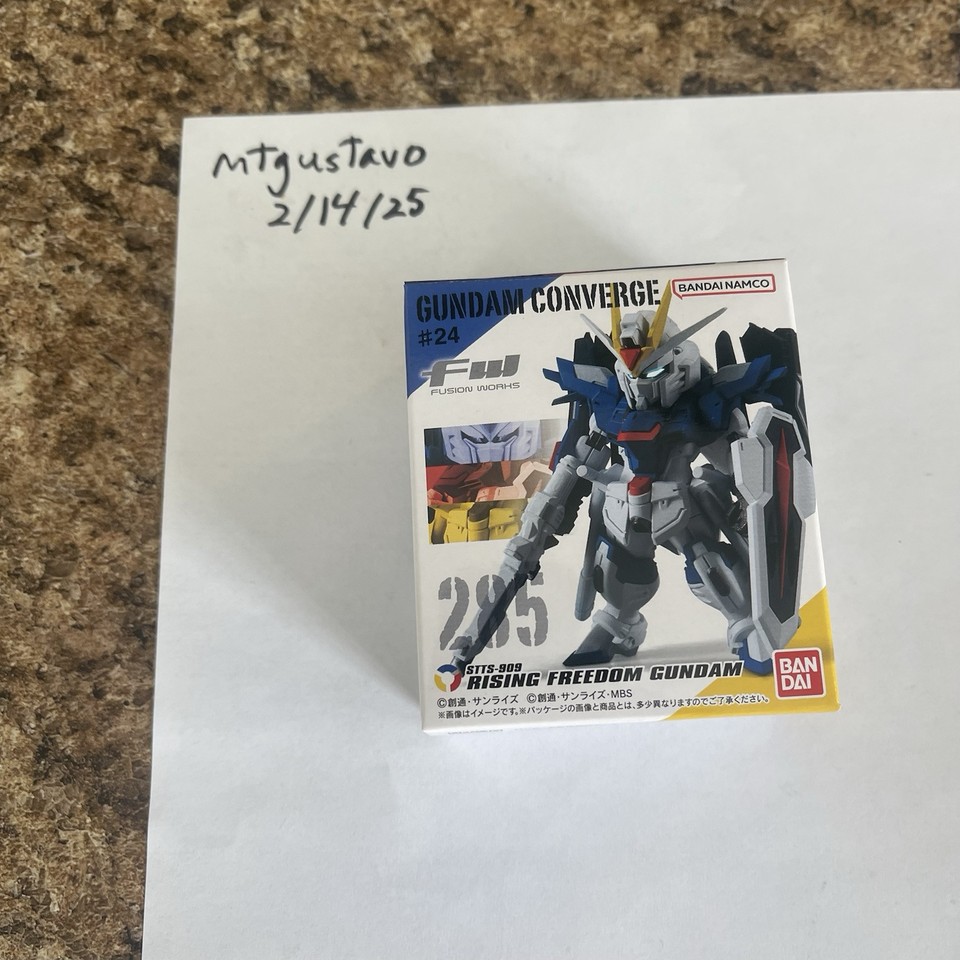 mtgustavo
2/14/25
GUNDAM CONVERGE
BANDAI NAMCO
#24
FW
FUSION WORKS
285
STTS-909
RISING FREEDOM GUNDAM
BAN
DAI
©創通・サンライズ ©創通・サンライズ・MBS
※画像はイメージです。※パッケージの画像と商品とは、多少異なりますのでご了承ください。